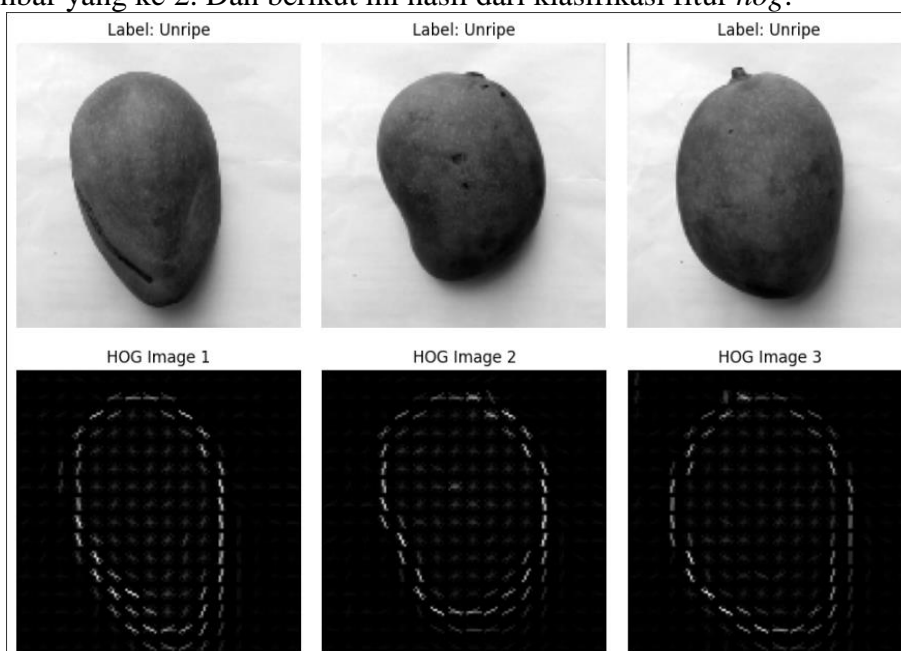 yang ke 2. Dan berikut ini hasil dari klasifikasi fitur hog.
Label: Unripe Label: Unripe Label: Unripe
HOG Image 1 HOG Image 2 HOG Image 3